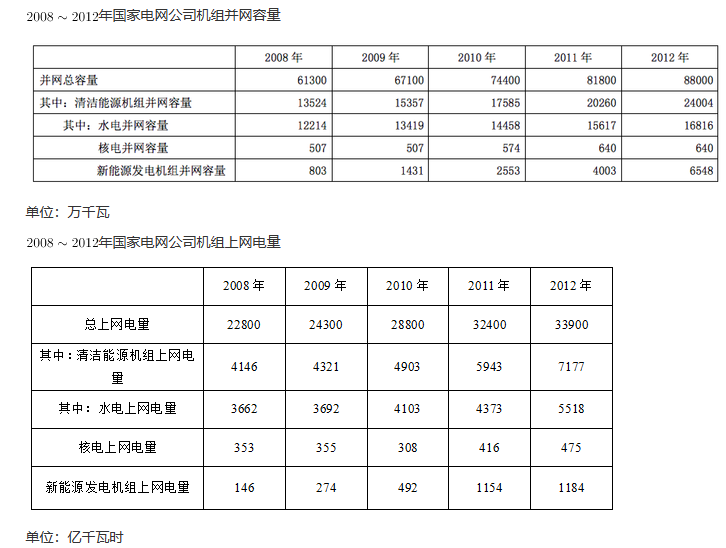 2008 ~ 2012年国家电网公司机组并网容量
2008 年 2009 年 2010 年 2011 年 2012 年
并网总容量 61300 67100 74400 81800 88000
其中：清洁能源机组并网容量 13524 15357 17585 20260 24004
其中：水电并网容量 12214 13419 14458 15617 16816
核电并网容量 507 507 574 640 640
新能源发电机组并网容量 803 1431 2553 4003 6548
单位：万千瓦
2008 ~ 2012年国家电网公司机组上网电量
2008 年 2009 年 2010 年 2011 年 2012 年
总上网电量 22800 24300 28800 32400 33900
其中：清洁能源机组上网电
量 4146 4321 4903 5943 7177
其中：水电上网电量 3662 3692 4103 4373 5518
核电上网电量 353 355 308 416 475
新能源发电机组上网电量 146 274 492 1154 1184
单位：亿千瓦时